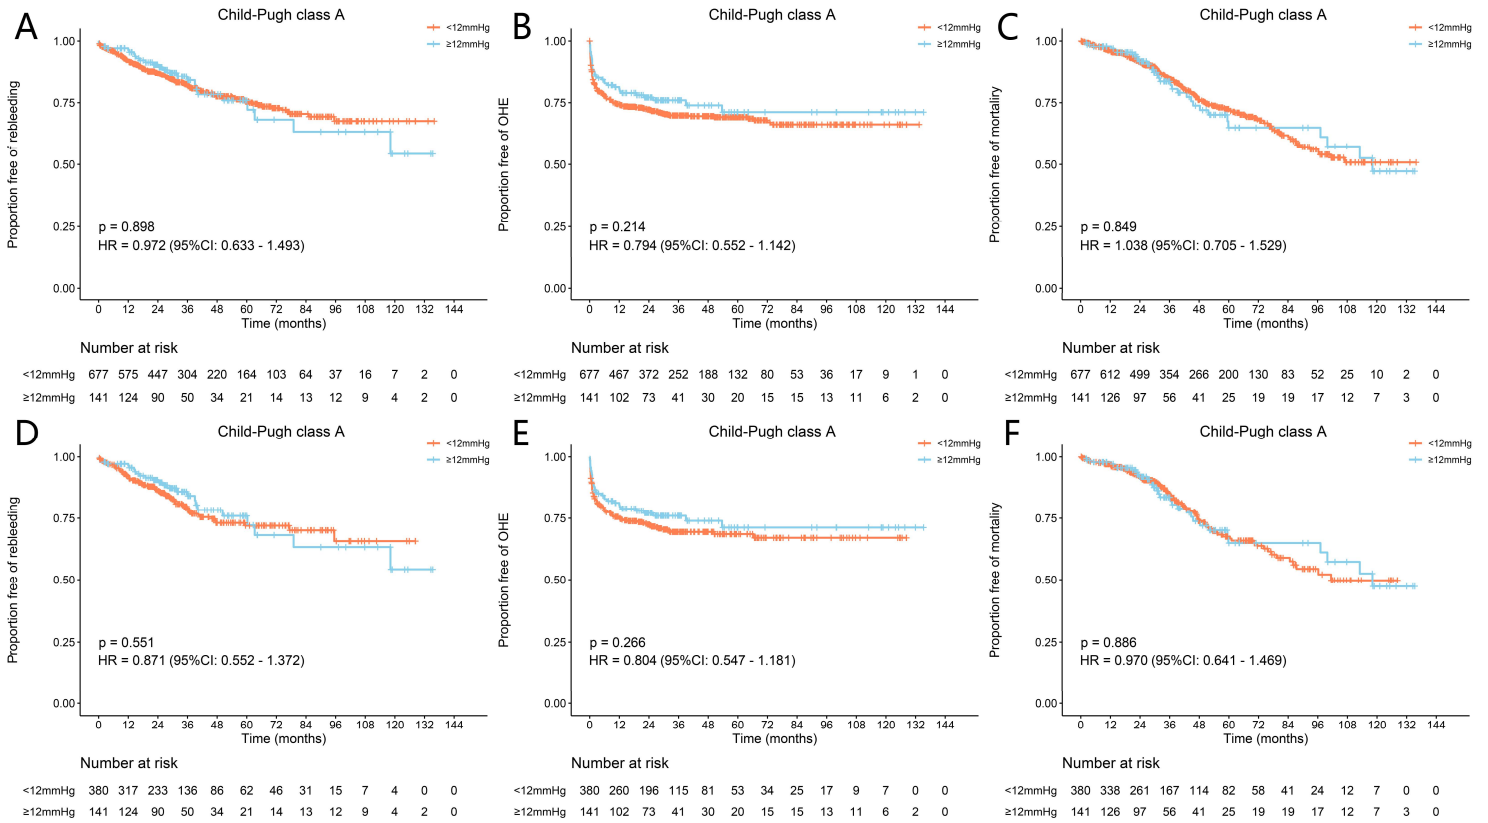 A
Child-Pugh class A
<12mmHg
≥12mmHg
Proportion free of rebleeding
1.00
0.75
0.50
0.25
0.00
p = 0.898
HR = 0.972 (95%CI: 0.633 - 1.493)
0 12 24 36 48 60 72 84 96 108 120 132 144
Time (months)
Number at risk
<12mmHg 677 575 447 304 220 164 103 64 37 16 7 2 0
≥12mmHg 141 124 90 50 34 21 14 13 12 9 4 2 0
B
Child-Pugh class A
<12mmHg
≥12mmHg
Proportion free of OHE
1.00
0.75
0.50
0.25
0.00
p = 0.214
HR = 0.794 (95%CI: 0.552 - 1.142)
0 12 24 36 48 60 72 84 96 108 120 132 144
Time (months)
Number at risk
<12mmHg 677 467 372 252 188 132 80 53 36 17 9 1 0
≥12mmHg 141 102 73 41 30 20 15 15 13 11 6 2 0
C
Child-Pugh class A
<12mmHg
≥12mmHg
Proportion free of mortality
1.00
0.75
0.50
0.25
0.00
p = 0.849
HR = 1.038 (95%CI: 0.705 - 1.529)
0 12 24 36 48 60 72 84 96 108 120 132 144
Time (months)
Number at risk
<12mmHg 677 612 499 354 266 200 130 83 52 25 10 2 0
≥12mmHg 141 126 97 56 41 25 19 19 17 12 7 3 0
D
Child-Pugh class A
<12mmHg
≥12mmHg
Proportion free of rebleeding
1.00
0.75
0.50
0.25
0.00
p = 0.551
HR = 0.871 (95%CI: 0.552 - 1.372)
0 12 24 36 48 60 72 84 96 108 120 132 144
Time (months)
Number at risk
<12mmHg 380 317 233 136 86 62 46 31 15 7 4 0 0
≥12mmHg 141 124 90 50 34 21 14 13 12 9 4 2 0
E
Child-Pugh class A
<12mmHg
≥12mmHg
Proportion free of OHE
1.00
0.75
0.50
0.25
0.00
p = 0.266
HR = 0.804 (95%CI: 0.547 - 1.181)
0 12 24 36 48 60 72 84 96 108 120 132 144
Time (months)
Number at risk
<12mmHg 380 260 196 115 81 53 34 25 17 9 7 0 0
≥12mmHg 141 102 73 41 30 20 15 15 13 11 6 2 0
F
Child-Pugh class A
<12mmHg
≥12mmHg
Proportion free of mortality
1.00
0.75
0.50
0.25
0.00
p = 0.886
HR = 0.970 (95%CI: 0.641 - 1.469)
0 12 24 36 48 60 72 84 96 108 120 132 144
Time (months)
Number at risk
<12mmHg 380 338 261 167 114 82 58 41 24 12 7 0 0
≥12mmHg 141 126 97 56 41 25 19 19 17 12 7 3 0